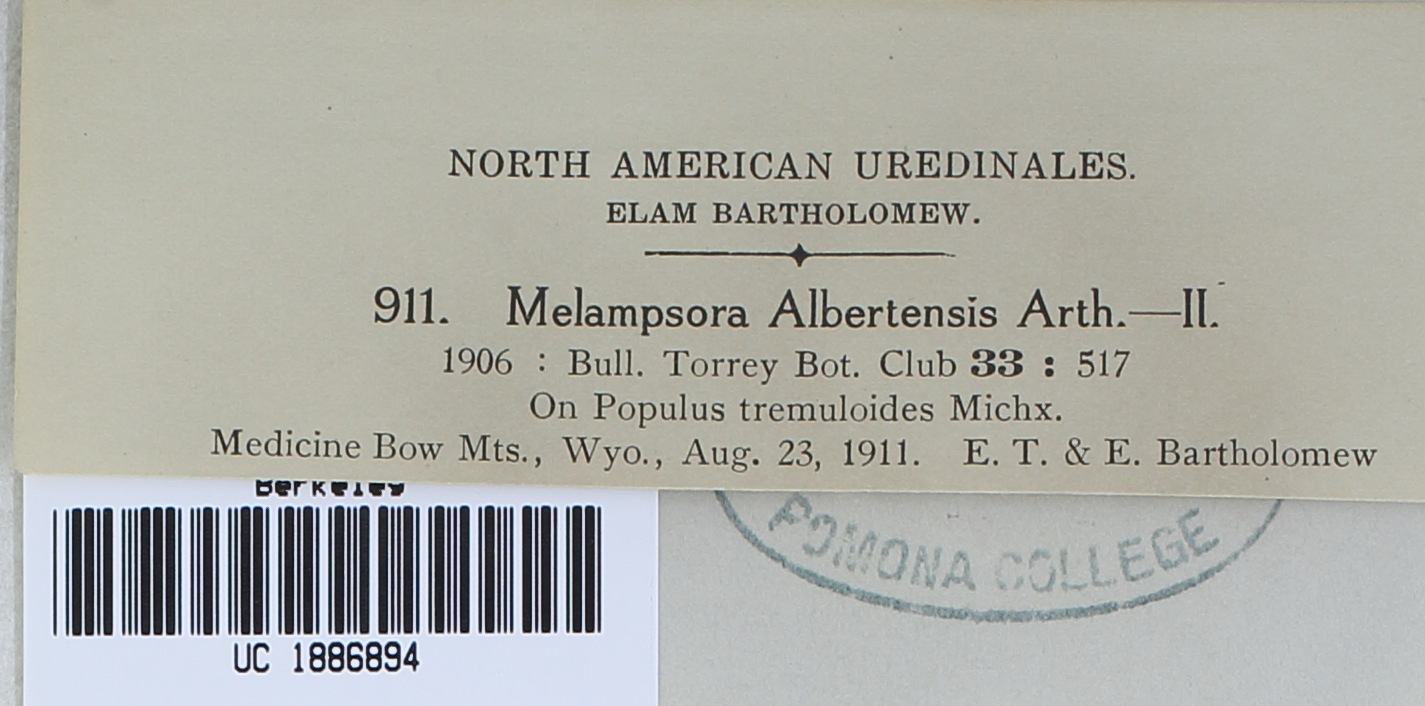 NORTH AMERICAN UREDINALES.
ELAM BARTHOLOMEW.
911. Melampsora Albertensis Arth.—II.
1906 : Bull. Torrey Bot. Club 33 : 517
On Populus tremuloides Michx.
Medicine Bow Mts., Wyo., Aug. 23, 1911. E. T. & E. Bartholomew
Berkeley
UC 1886894
POMONA COLLEGE